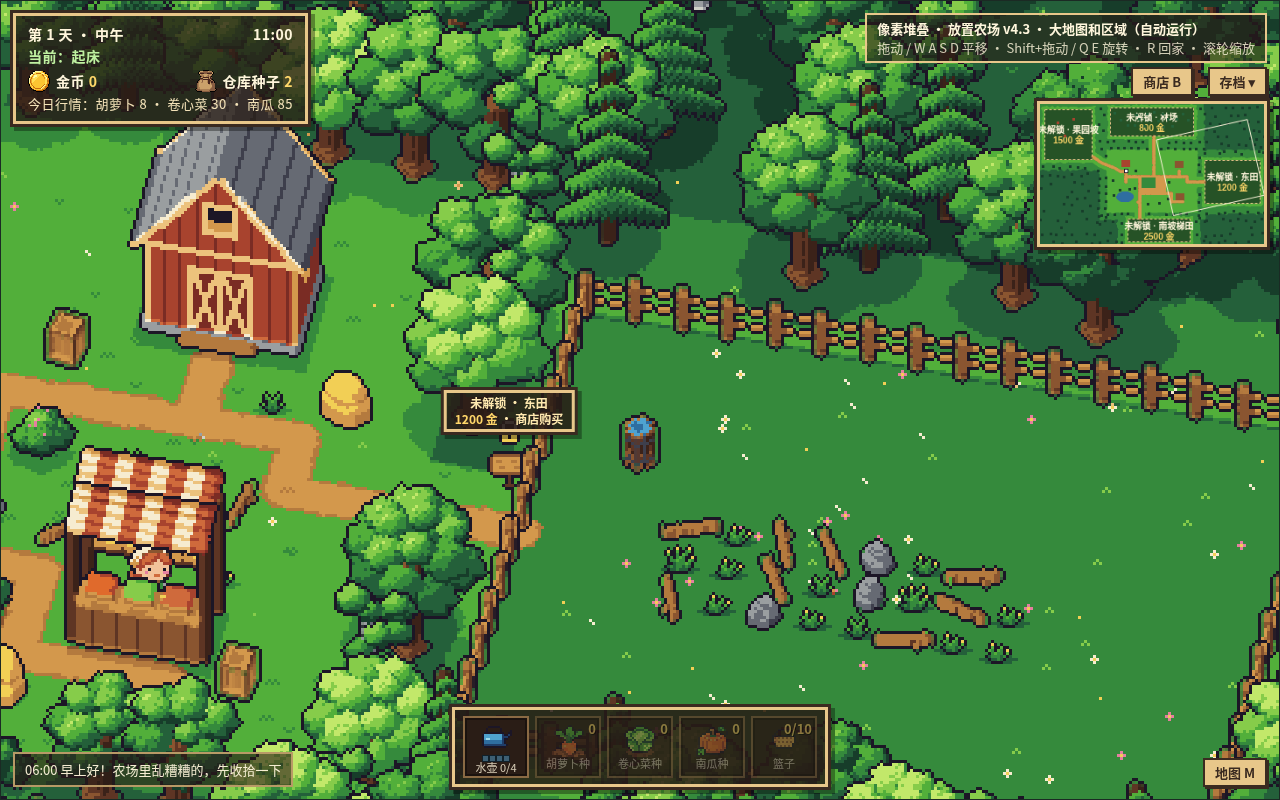 第 1 天 · 中午 11:00
当前：起床
金币 0 仓库种子 2
今日行情：胡萝卜 8 · 卷心菜 30 · 南瓜 85
像素堆叠 · 放置农场 v4.3 · 大地图和区域（自动运行）
拖动 / W A S D 平移 · Shift+拖动 / Q E 旋转 · R 回家 · 滚轮缩放
商店 B
存档 ▾
未解锁 · 林场
800 金
未解锁 · 果园坡
1500 金
未解锁 · 东田
1200 金
未解锁 · 南坡梯田
2500 金
未解锁 · 东田
1200 金 · 商店购买
水壶 0/4
0
胡萝卜种
0
卷心菜种
0
南瓜种
0/10
篮子
06:00 早上好！农场里乱糟糟的，先收拾一下
地图 M